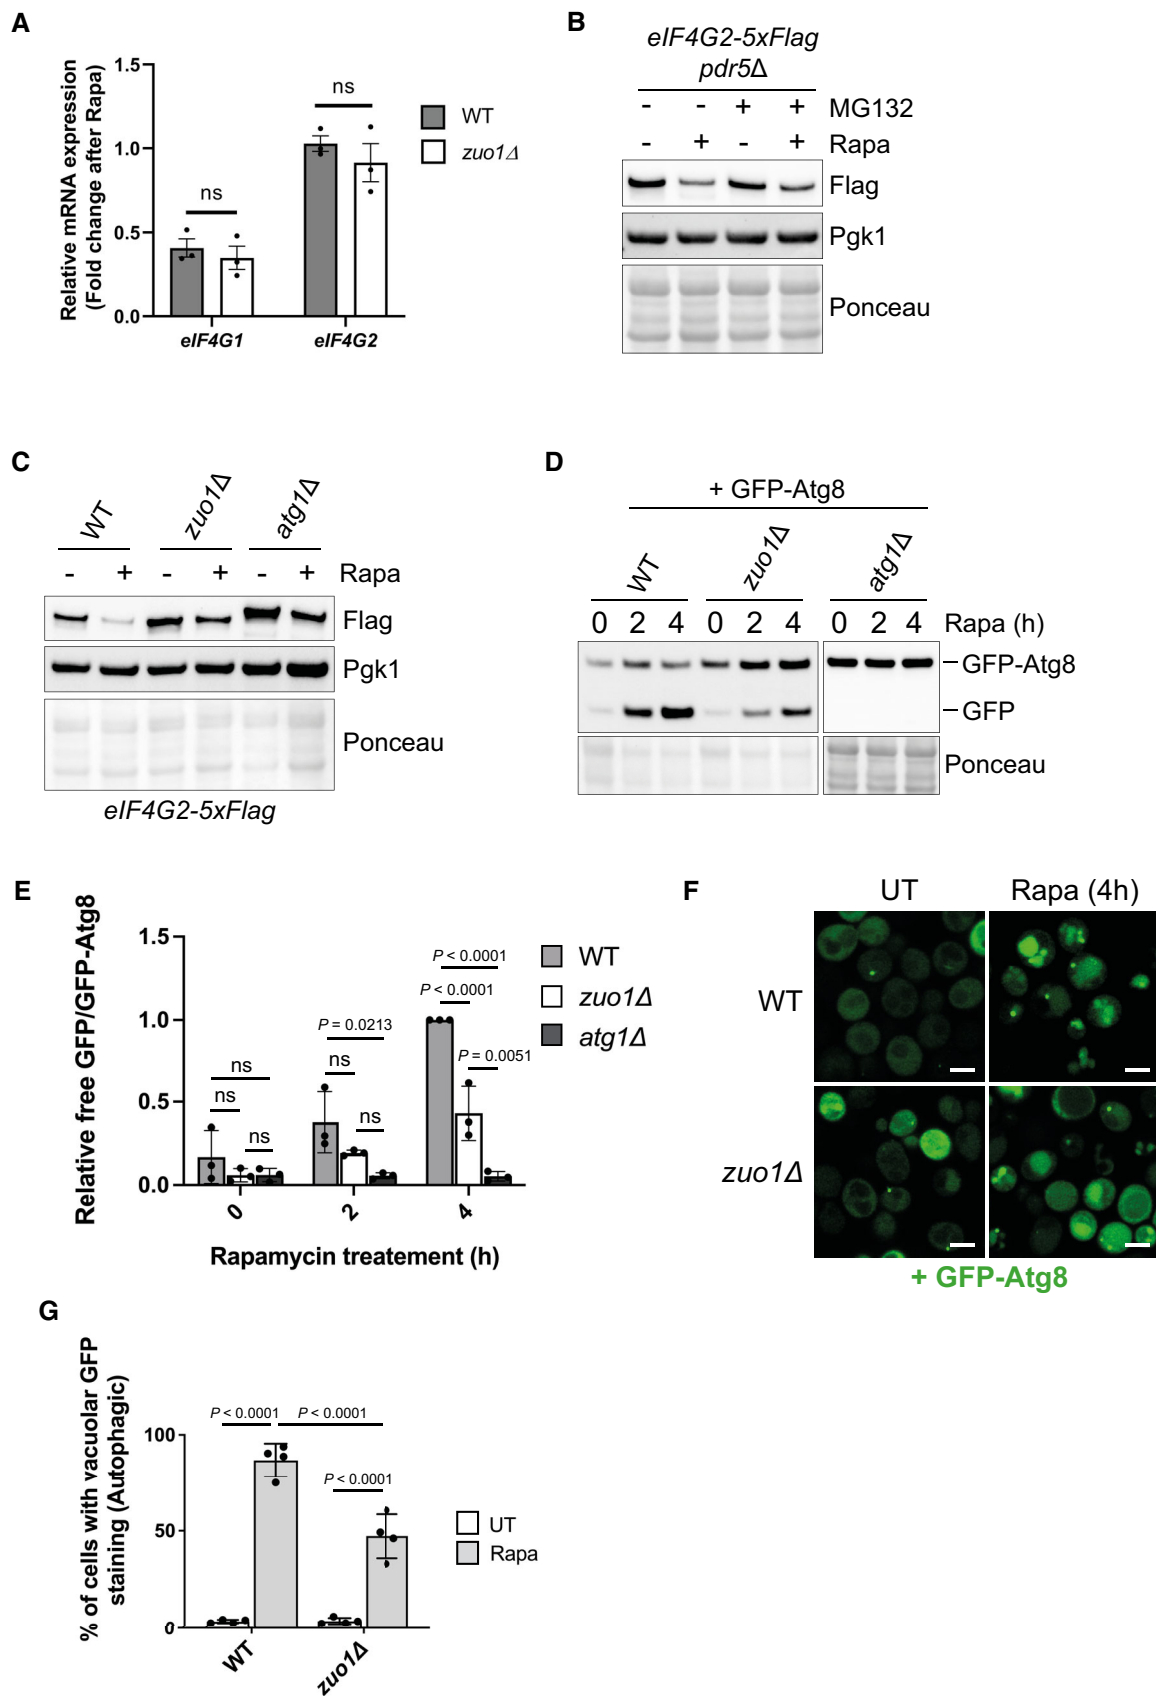 A
Relative mRNA expression
(Fold change after Rapa)
1.5
1.0
0.5
0.0
ns
ns
eIF4G1
eIF4G2
WT
zuo1Δ
B
eIF4G2-5xFlag
pdr5Δ
- - + + MG132
- + - + Rapa
Flag
Pgk1
Ponceau
C
WT
zuo1Δ
atg1Δ
- + - + - + Rapa
Flag
Pgk1
Ponceau
eIF4G2-5xFlag
D
+ GFP-Atg8
WT
zuo1Δ
atg1Δ
0 2 4 0 2 4 0 2 4 Rapa (h)
GFP-Atg8
GFP
Ponceau
E
Relative free GFP/GFP-Atg8
1.5
1.0
0.5
0.0
ns
ns
ns
P = 0.0213
ns
ns
P < 0.0001
P < 0.0001
P = 0.0051
0
2
4
Rapamycin treatement (h)
WT
zuo1Δ
atg1Δ
F
UT
Rapa (4h)
WT
zuo1Δ
+ GFP-Atg8
G
% of cells with vacuolar GFP
staining (Autophagic)
100
50
0
P < 0.0001
P < 0.0001
P < 0.0001
WT
zuo1Δ
UT
Rapa